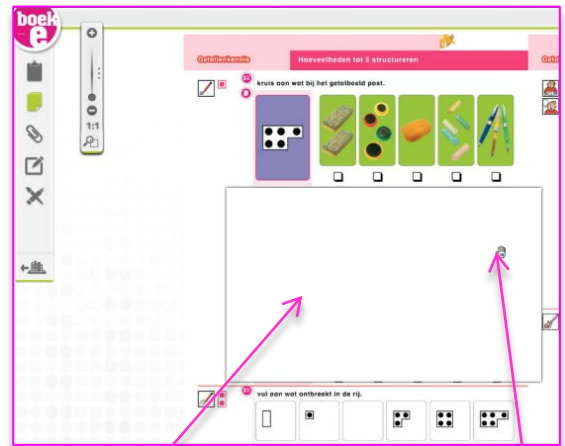 boek
e
Getallenkennis
Hoeveelheden tot 5 structureren
kruis aan wat bij het getalbeeld past.
1:1
vul aan wat ontbreekt in de rij.